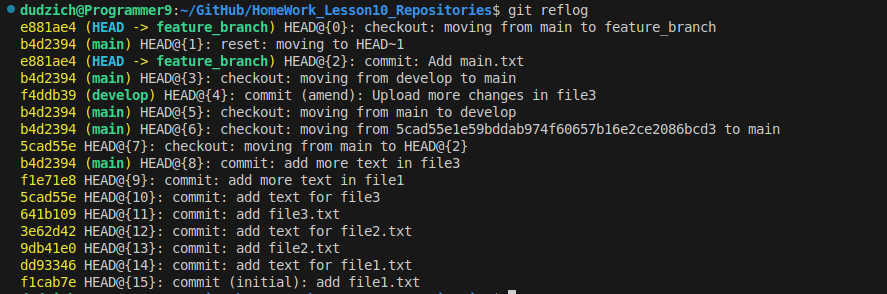 dudzich@Programmer9:~/GitHub/HomeWork_Lesson10_Repositories$ git reflog
e881ae4 (HEAD -> feature_branch) HEAD@{0}: checkout: moving from main to feature_branch
b4d2394 (main) HEAD@{1}: reset: moving to HEAD~1
e881ae4 (HEAD -> feature_branch) HEAD@{2}: commit: Add main.txt
b4d2394 (main) HEAD@{3}: checkout: moving from develop to main
f4ddb39 (develop) HEAD@{4}: commit (amend): Upload more changes in file3
b4d2394 (main) HEAD@{5}: checkout: moving from main to develop
b4d2394 (main) HEAD@{6}: checkout: moving from 5cad55e1e59bddab974f60657b16e2ce2086bcd3 to main
5cad55e HEAD@{7}: checkout: moving from main to HEAD@{2}
b4d2394 (main) HEAD@{8}: commit: add more text in file3
f1e71e8 HEAD@{9}: commit: add more text in file1
5cad55e HEAD@{10}: commit: add text for file3
641b109 HEAD@{11}: commit: add file3.txt
3e62d42 HEAD@{12}: commit: add text for file2.txt
9db41e0 HEAD@{13}: commit: add file2.txt
dd93346 HEAD@{14}: commit: add text for file1.txt
f1cab7e HEAD@{15}: commit (initial): add file1.txt